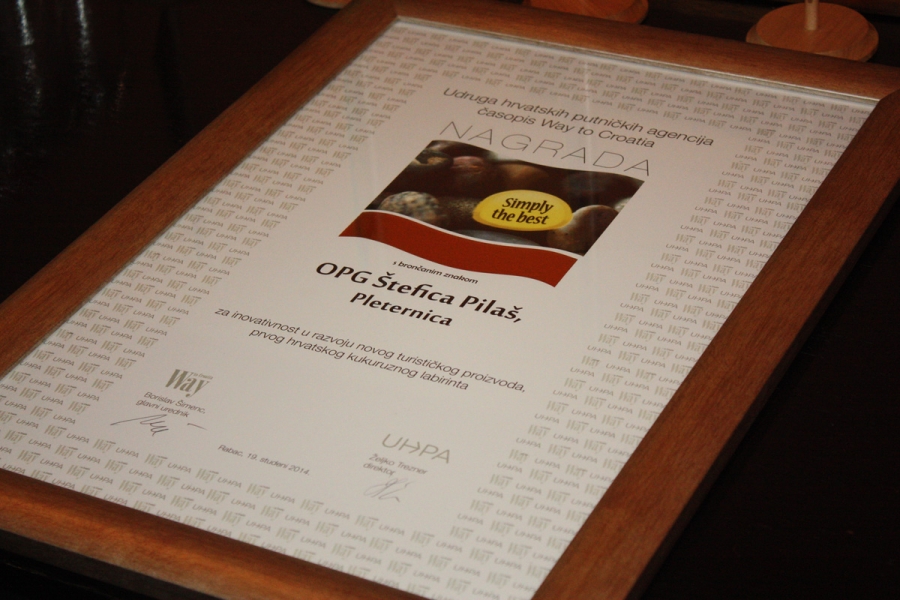 Udruga hrvatskih putničkih agencija
časopis Way to Croatia
NAGRADA
Simply
the best
s brončanim znakom
OPG Štefica Pilaš,
Pleternica
za inovativnost u razvoju novog turističkog proizvoda,
prvog hrvatskog kukuruznog labirinta
Way
Borislav Šimenc,
glavni urednik
UHPA
Željko Trezner
direktor
Rabac, 19. studeni 2014.